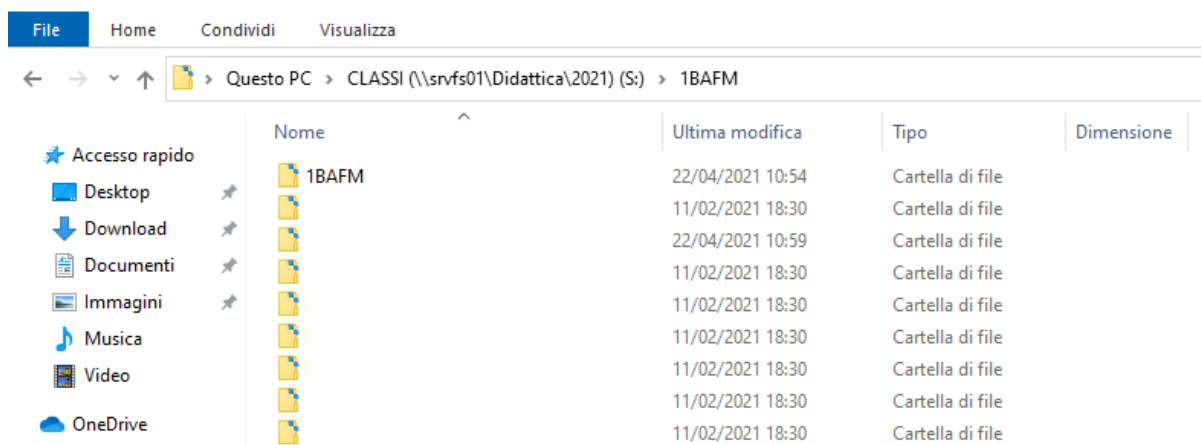 File Home Condividi Visualizza
Questo PC > CLASSI (\\srvfs01\Didattica\2021) (S:) > 1BAFM
Nome Ultima modifica Tipo Dimensione
Accesso rapido
1BAFM 22/04/2021 10:54 Cartella di file
Desktop
11/02/2021 18:30 Cartella di file
Download
22/04/2021 10:59 Cartella di file
Documenti
11/02/2021 18:30 Cartella di file
Immagini
11/02/2021 18:30 Cartella di file
Musica
11/02/2021 18:30 Cartella di file
Video
11/02/2021 18:30 Cartella di file
11/02/2021 18:30 Cartella di file
OneDrive
11/02/2021 18:30 Cartella di file